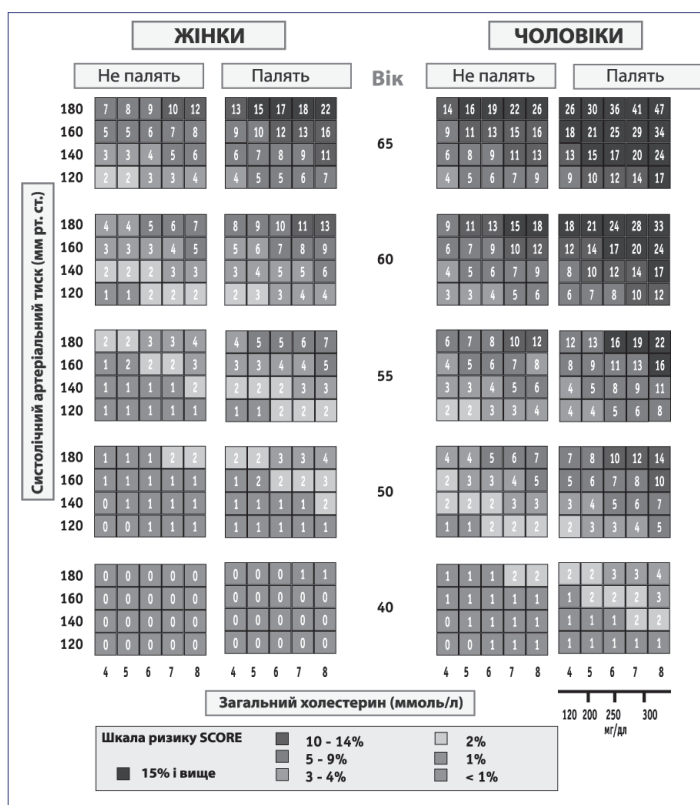 ЖІНКИ ЧОЛОВІКИ
Не палять Палять Вік Не палять Палять
Систолічний артеріальний тиск (мм рт. ст.)
180 7 8 9 10 12 13 15 17 18 22 14 16 19 22 26 26 30 36 41 47
160 5 5 6 7 8 9 10 12 13 16 9 11 13 15 16 18 21 25 29 34
65
140 3 3 4 5 6 6 7 8 9 11 6 8 9 11 13 13 15 17 20 24
120 2 2 3 3 4 4 5 5 6 7 4 5 6 7 9 9 10 12 14 17
180 4 4 5 6 7 8 9 10 11 13 9 11 13 15 18 18 21 24 28 33
160 3 3 3 4 5 5 6 7 8 9 6 7 9 10 12 12 14 17 20 24
60
140 2 2 2 3 3 3 4 5 5 6 4 5 6 7 9 8 10 12 14 17
120 1 1 2 2 2 2 3 3 4 4 3 3 4 5 6 6 7 8 10 12
180 2 2 3 3 4 4 5 5 6 7 6 7 8 10 12 12 13 16 19 22
160 1 2 2 2 3 3 3 4 4 5 4 5 6 7 8 8 9 11 13 16
55
140 1 1 1 1 2 2 2 2 3 3 3 3 4 5 6 4 5 8 9 11
120 1 1 1 1 1 1 1 2 2 2 2 2 3 3 4 4 4 5 6 8
180 1 1 1 2 2 2 2 3 3 4 4 4 5 6 7 7 8 10 12 14
160 1 1 1 1 1 1 2 2 2 3 2 3 3 4 5 5 6 7 8 10
50
140 0 1 1 1 1 1 1 1 1 2 2 2 2 3 3 3 4 5 6 7
120 0 0 1 1 1 1 1 1 1 1 1 1 2 2 2 2 3 3 4 5
180 0 0 0 0 0 0 0 0 1 1 1 1 1 2 2 2 2 3 3 4
160 0 0 0 0 0 0 0 0 0 0 1 1 1 1 1 1 2 2 2 3
40
140 0 0 0 0 0 0 0 0 0 0 0 1 1 1 1 1 1 1 2 2
120 0 0 0 0 0 0 0 0 0 0 0 0 1 1 1 1 1 1 1 1
4 5 6 7 8 4 5 6 7 8 4 5 6 7 8 4 5 6 7 8
Загальний холестерин (ммоль/л)
120 200 250 300
мг/дл
Шкала ризику SCORE
15% і вище
10 - 14%
5 - 9%
3 - 4%
2%
1%
< 1%